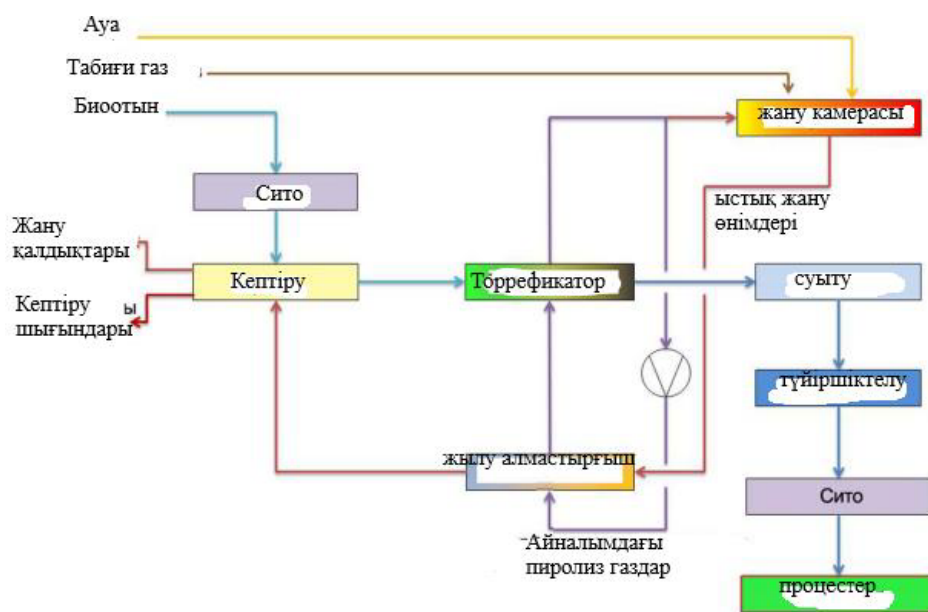 Ауа
Табиғи газ
Биоотын
жану камерасы
Сито
ыстық жану
өнімдері
Жану
қалдықтары
Кептіру
Төррефикатор
суыту
ы
Кептіру
шығындары
түйіршіктелу
жылу алмастырғыш
Сито
Айналымдағы
пиролиз газдар
процестер